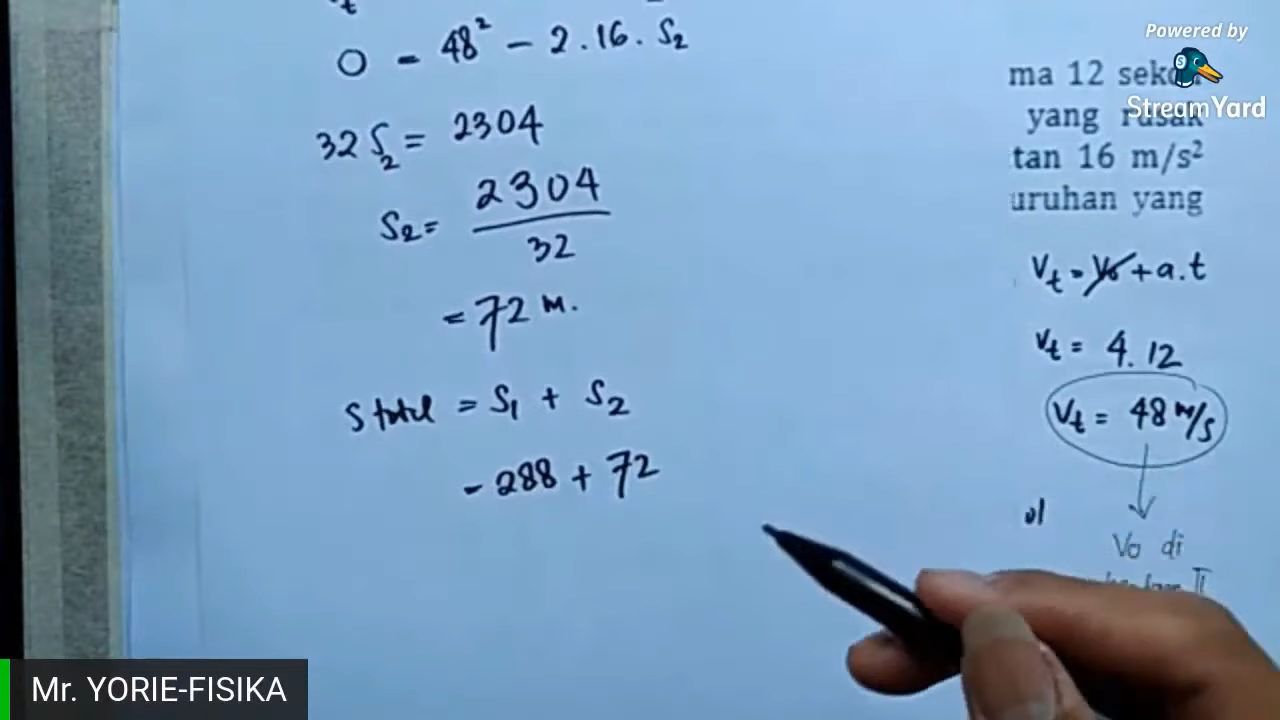 0 = 48² - 2.16. S₂
32 S₂ = 2304
S₂ = 2304
32
= 72 m.
S total = S₁ + S₂
= 288 + 72
Powered by
StreamYard
ma 12
yang rusak
tan 16 m/s²
uruhan yang
Vt = V₀ + a.t
Vt = 4.12
Vt = 48 m/s
Vo di
II
Mr. YORIE-FISIKA